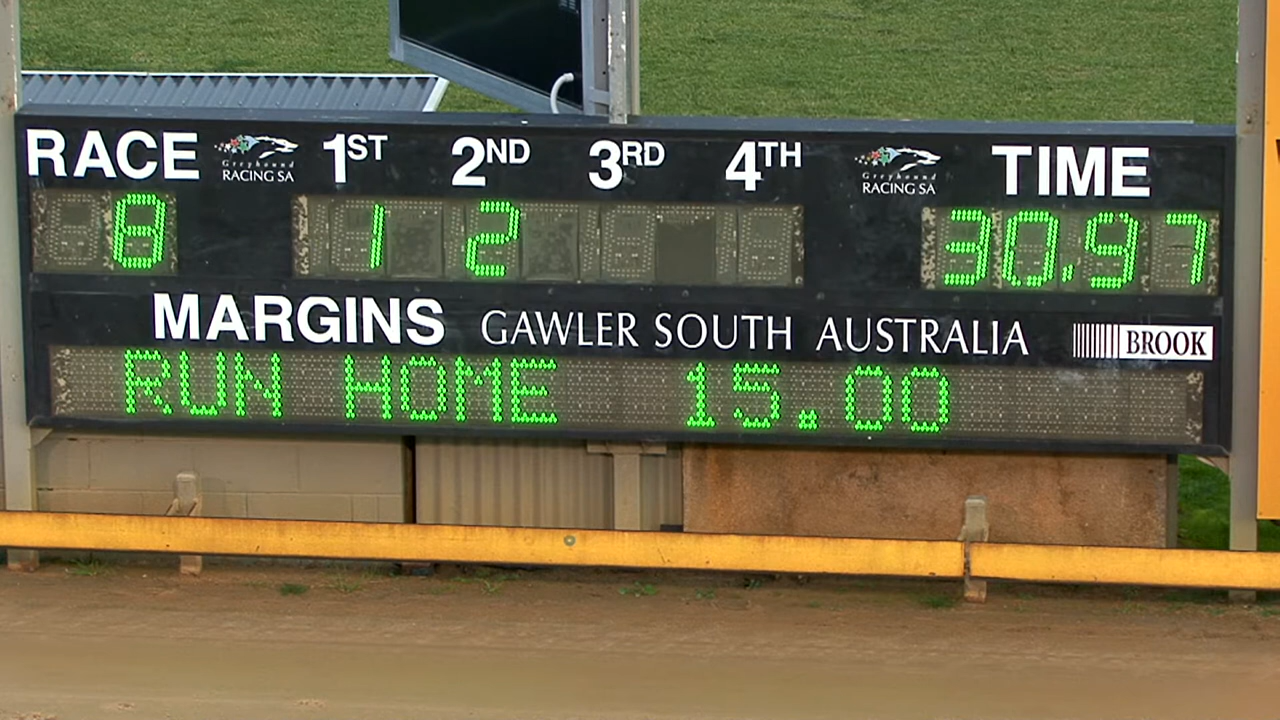 RACE Greyhound RACING SA 1ST 2ND 3RD 4TH Greyhound RACING SA TIME
8 1 2 30.97
MARGINS GAWLER SOUTH AUSTRALIA BROOK
RUN HOME 15.00